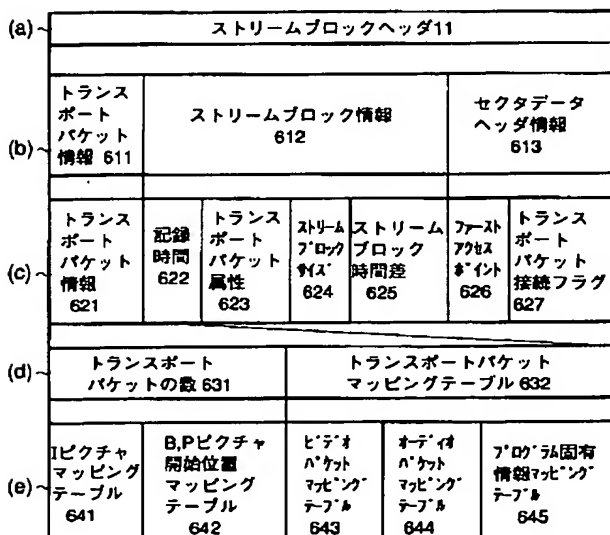 (a)
ストリームブロックヘッダ11
(b)
トランス
ポート
パケット
情報 611
ストリームブロック情報
612
セクタデータ
ヘッダ情報
613
(c)
トランス
ポート
パケット
情報
621
記録
時間
622
トランス
ポート
パケット
属性
623
ストリーム
ブロック
サイズ
624
ストリーム
ブロック
時間差
625
ファースト
アクセス
ポイント
626
トランス
ポート
パケット
接続フラグ
627
(d)
トランスポート
パケットの数 631
トランスポートパケット
マッピングテーブル 632
(e)
Iピクチャ
マッピング
テーブル
641
B,Pピクチャ
開始位置
マッピング
テーブル
642
ビデオ
パケット
マッピング
テーブル
643
オーディオ
パケット
マッピング
テーブル
644
プログラム固有
情報マッピング
テーブル
645